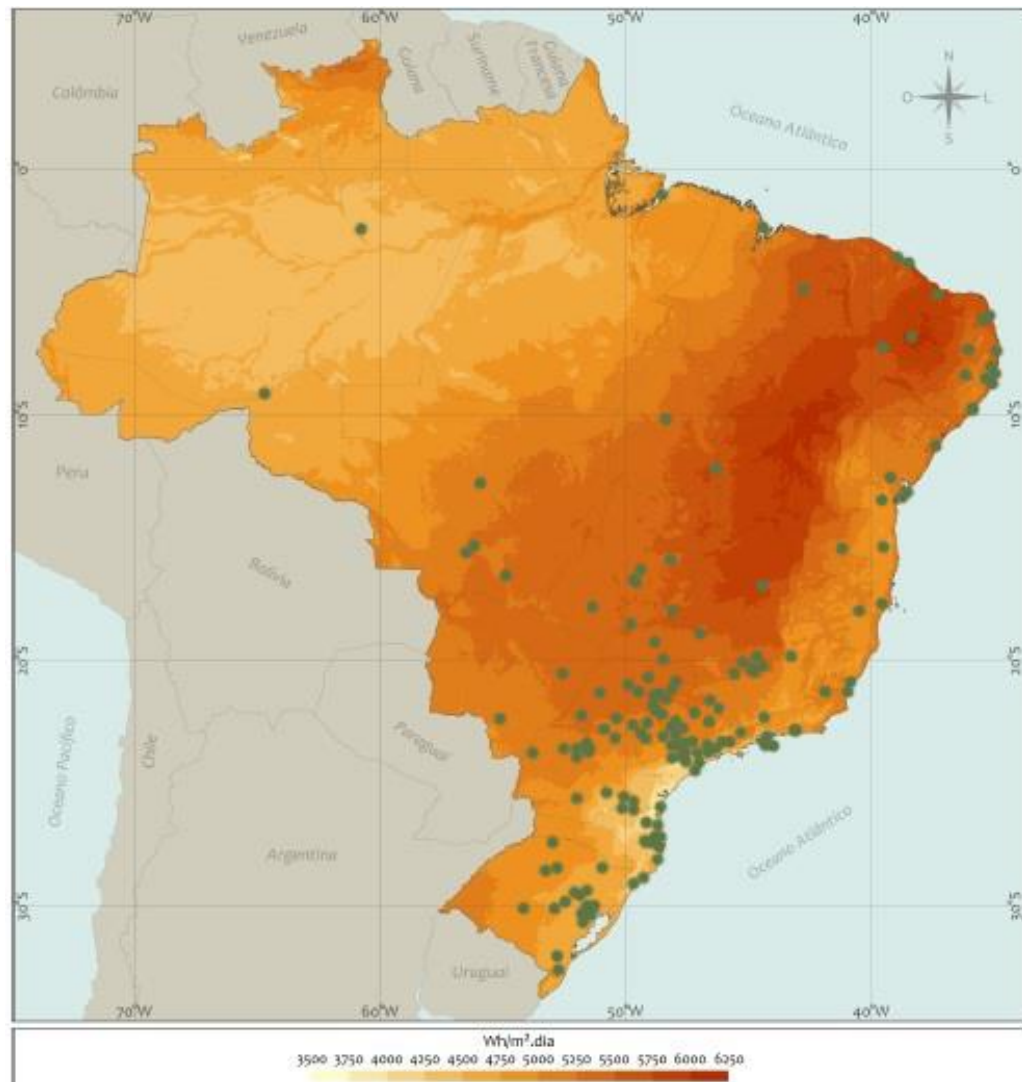 70°W 60°W 50°W 40°W
Venezuela
Guiana
Suriname
Guiana
Francesa
Colômbia
N
O L
S
Oceano Atlântico
0° 0°
10°S 10°S
Peru
Bolívia
20°S 20°S
Oceano Pacífico
Chile
Paraguai
Argentina
Oceano Atlântico
30°S 30°S
Uruguai
70°W 60°W 50°W 40°W
Wh/m².dia
3500 3750 4000 4250 4500 4750 5000 5250 5500 5750 6000 6250